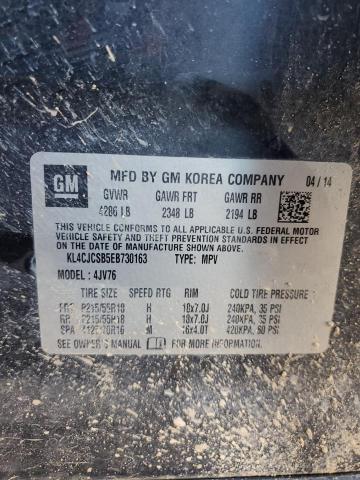 GM MFD BY GM KOREA COMPANY 04/14
GVWR GAWR FRT GAWR RR
4286 LB 2348 LB 2194 LB
THIS VEHICLE CONFORMS TO ALL APPLICABLE U.S. FEDERAL MOTOR
VEHICLE SAFETY, BUMPER, AND THEFT PREVENTION STANDARDS
IN EFFECT ON THE DATE OF MANUFACTURE SHOWN ABOVE.
KL4CJCSB5EB730163 TYPE: MPV
MODEL: 4JV76
TIRE SIZE SPEED RTG RIM COLD TIRE PRESSURE
FRT P215/55R18 H 18x7.0J 240KPA, 35 PSI
RR P215/55R18 H 18x7.0J 240KPA, 35 PSI
SPA M 16x4.0T 420KPA, 60 PSI
SEE OWNER'S MANUAL FOR MORE INFORMATION.